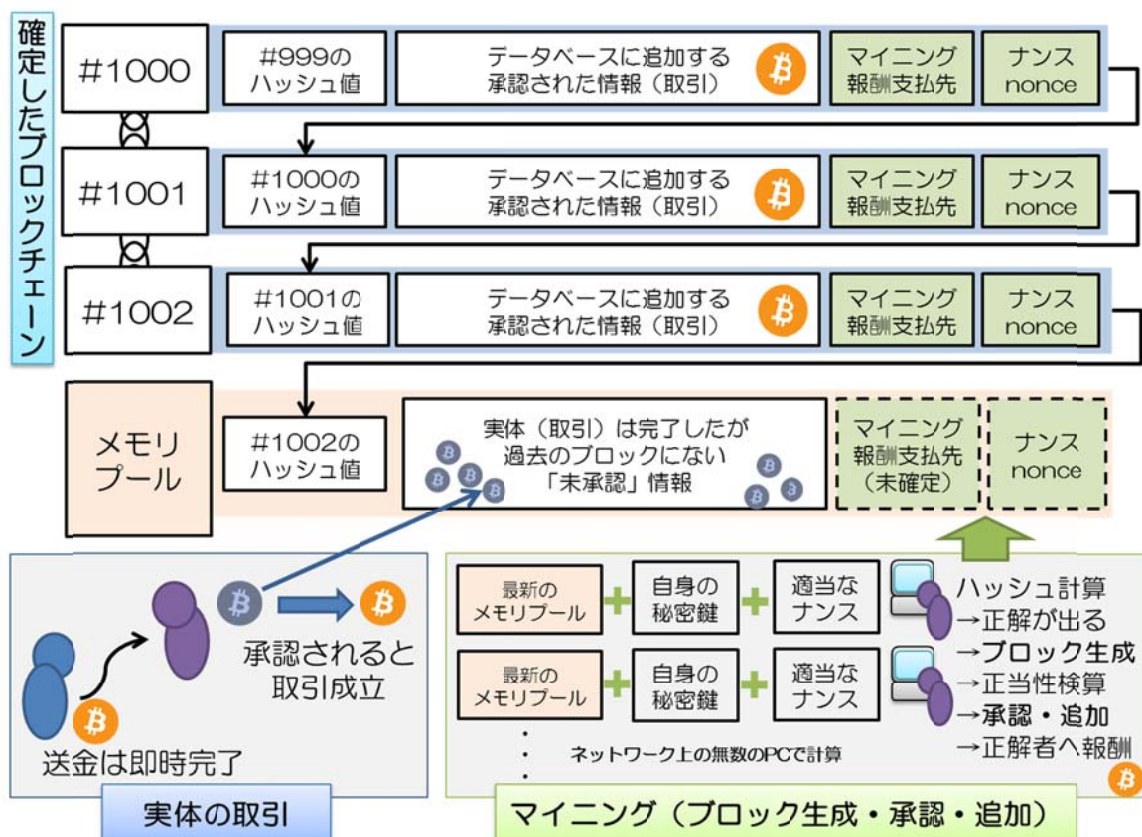 確定したブロックチェーン
#1000
#999の
ハッシュ値
データベースに追加する
承認された情報（取引）
マイニング
報酬支払先
ナンス
nonce
#1001
#1000の
ハッシュ値
データベースに追加する
承認された情報（取引）
マイニング
報酬支払先
ナンス
nonce
#1002
#1001の
ハッシュ値
データベースに追加する
承認された情報（取引）
マイニング
報酬支払先
ナンス
nonce
メモリ
プール
#1002の
ハッシュ値
実体（取引）は完了したが
過去のブロックにない
「未承認」情報
マイニング
報酬支払先
（未確定）
ナンス
nonce
承認されると
取引成立
送金は即時完了
実体の取引
最新の
メモリプール
+
自身の
秘密鍵
+
適当な
ナンス
最新の
メモリプール
+
自身の
秘密鍵
+
適当な
ナンス
ハッシュ計算
→正解が出る
→ブロック生成
→正当性検算
→承認・追加
→正解者へ報酬
ネットワーク上の無数のPCで計算
マイニング（ブロック生成・承認・追加）